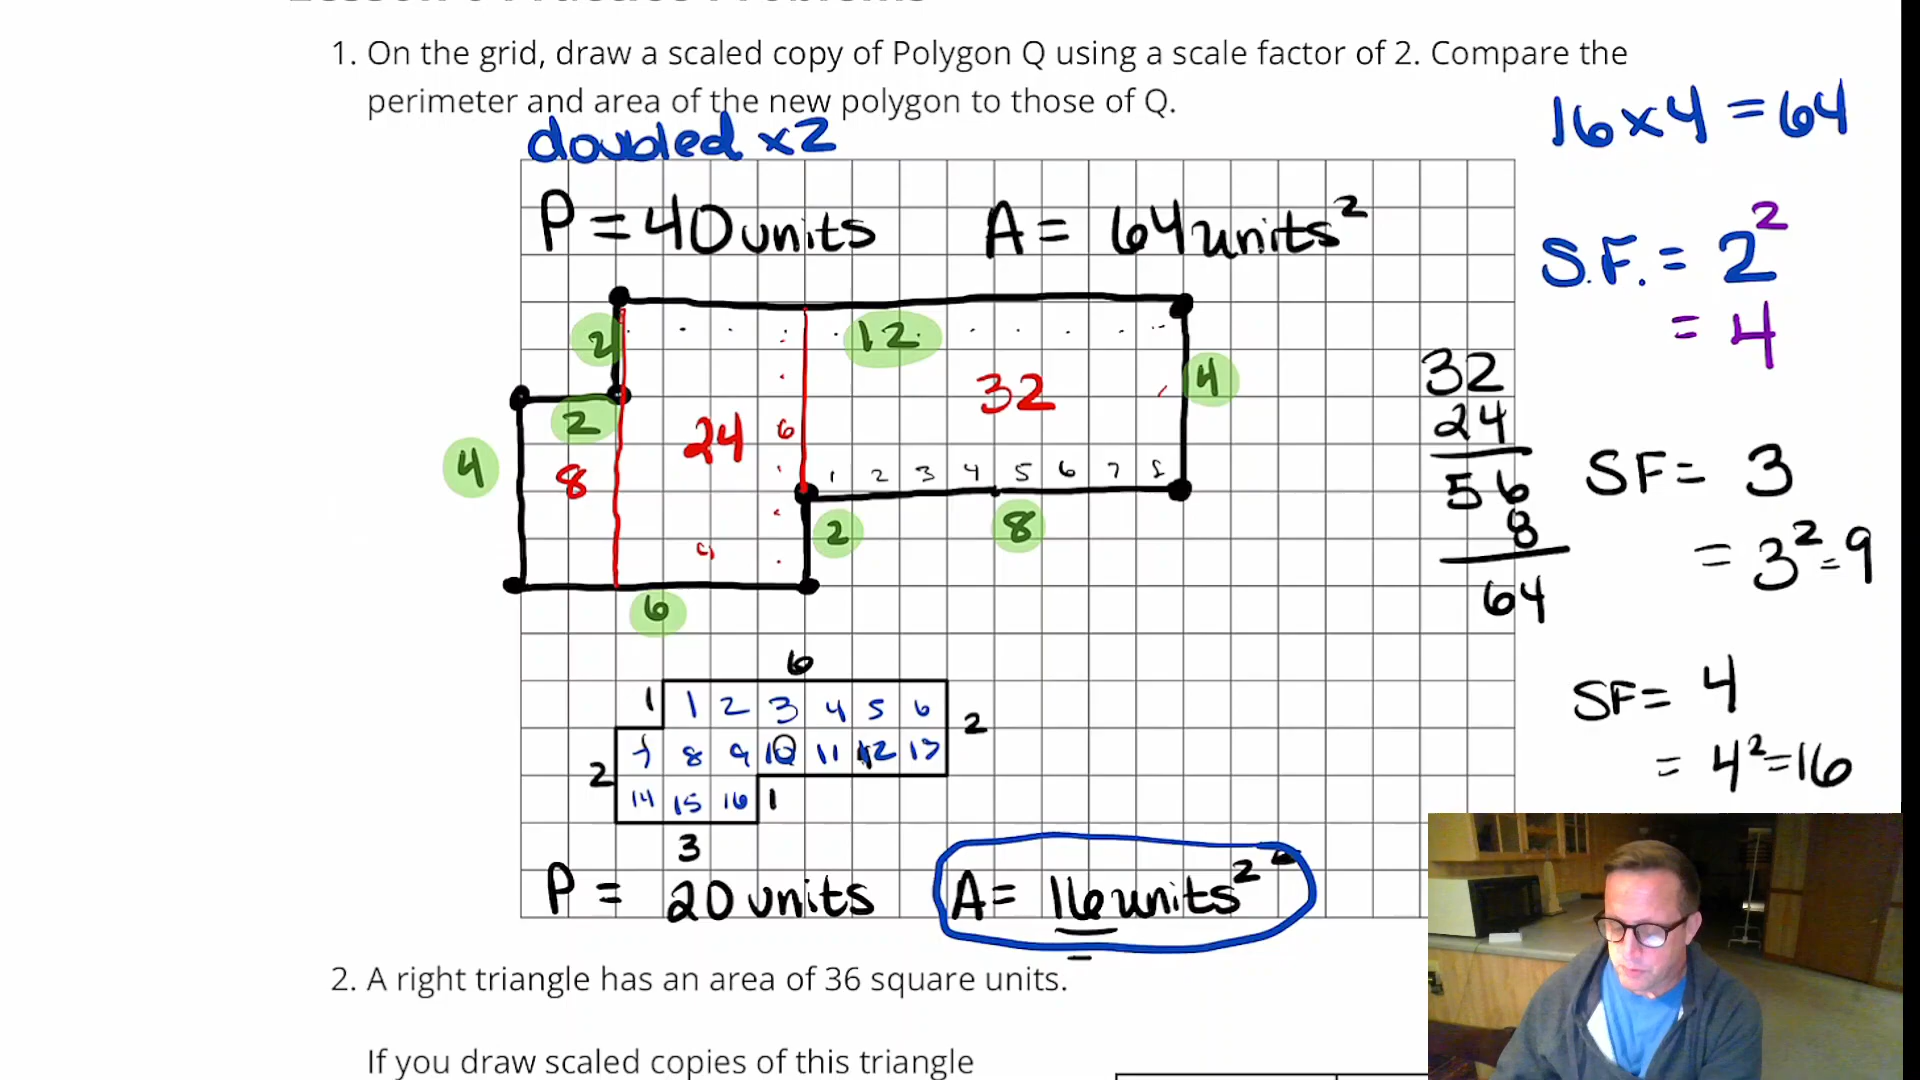 1. On the grid, draw a scaled copy of Polygon Q using a scale factor of 2. Compare the
perimeter and area of the new polygon to those of Q.
doubled x2
16x4=64
P=40units A= 64units²
S.F.= 2²
= 4
2 12 4
2
32
24 6
4 8
1 2 3 4 5 6 7 8
2 8
6
32
24
56
8
64
SF= 3
= 3²=9
6
1 1 2 3 4 5 6 2
7 8 9 10 11 12 13
2 14 15 16 1
3
SF= 4
= 4²=16
P = 20 units A= 16units²
2. A right triangle has an area of 36 square units.
If you draw scaled copies of this triangle